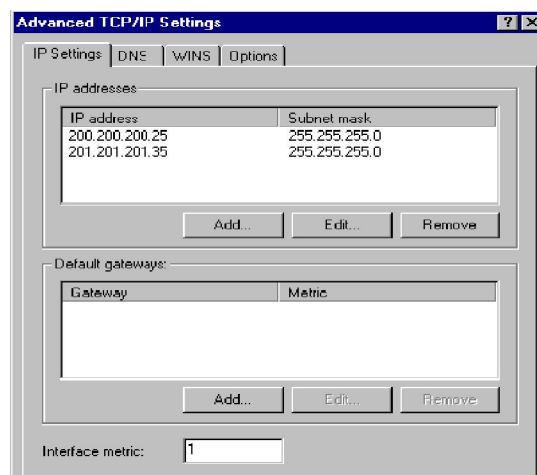 Advanced TCP/IP Settings
IP Settings DNS WINS Options
IP addresses
IP address Subnet mask
200.200.200.25 255.255.255.0
201.201.201.35 255.255.255.0
Add... Edit... Remove
Default gateways:
Gateway Metric
Add... Edit... Remove
Interface metric: 1